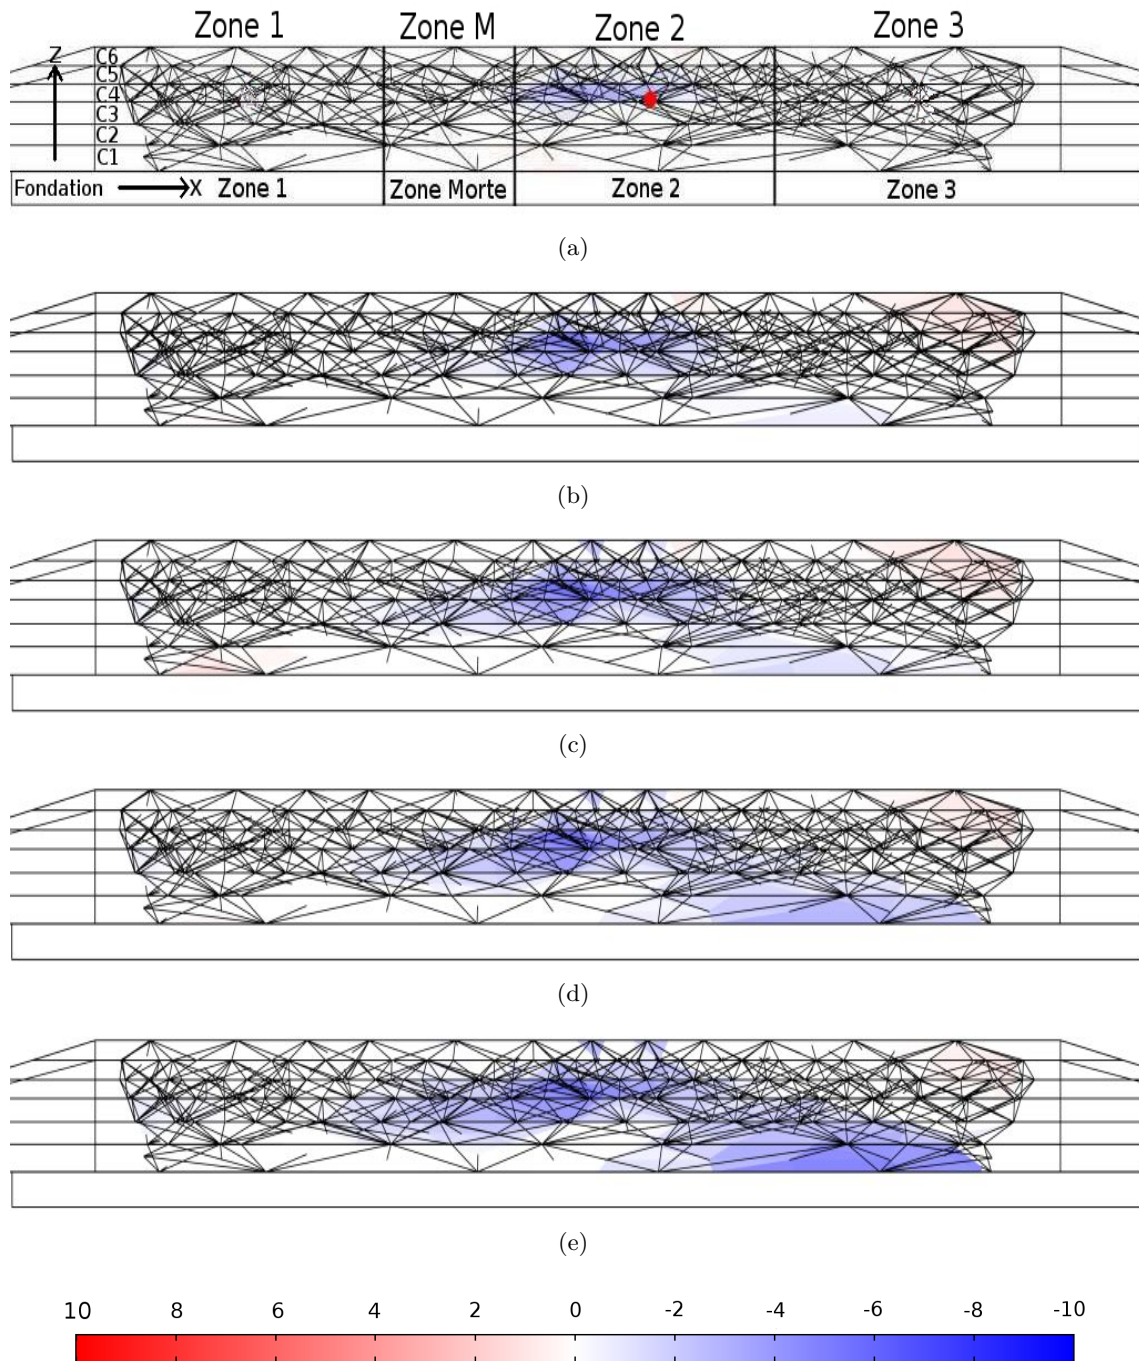 Zone 1 Zone M Zone 2 Zone 3
Z C6
C5
C4
C3
C2
C1
Fondation X Zone 1 Zone Morte Zone 2 Zone 3
(a)
(b)
(c)
(d)
(e)
10 8 6 4 2 0 -2 -4 -6 -8 -10